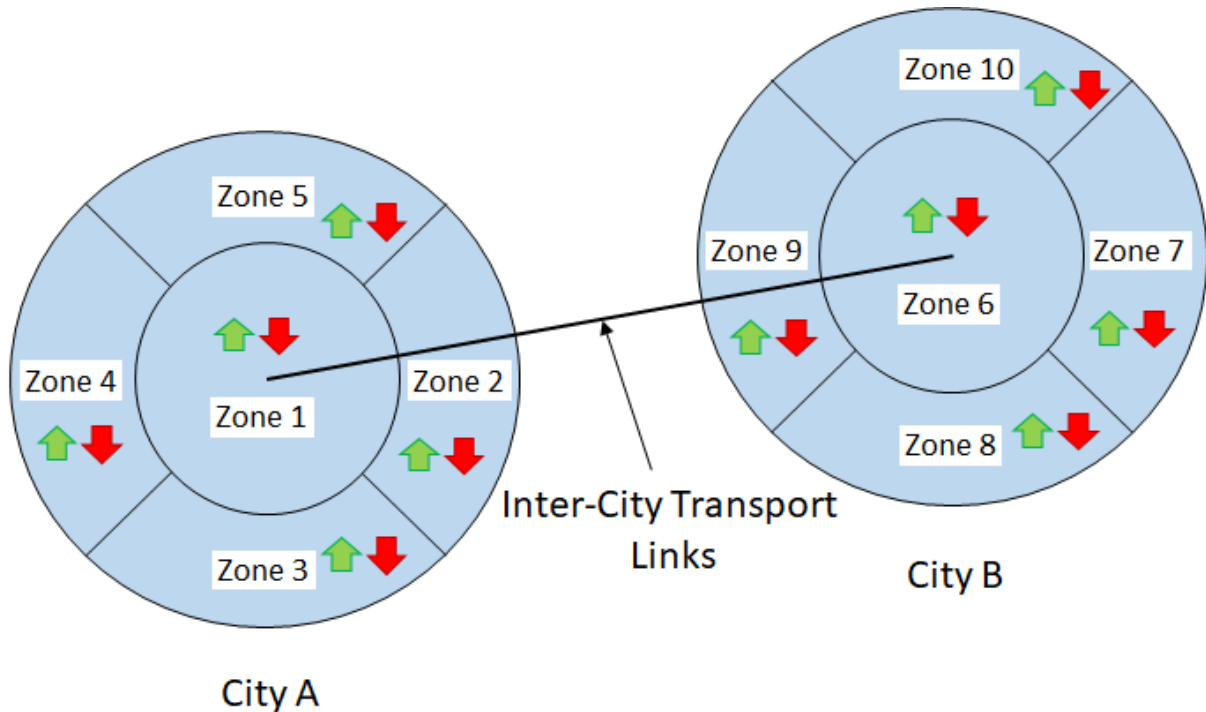 Zone 10
Zone 5
Zone 9
Zone 7
Zone 6
Zone 4
Zone 2
Zone 1
Zone 8
Inter-City Transport
Links
Zone 3
City B
City A